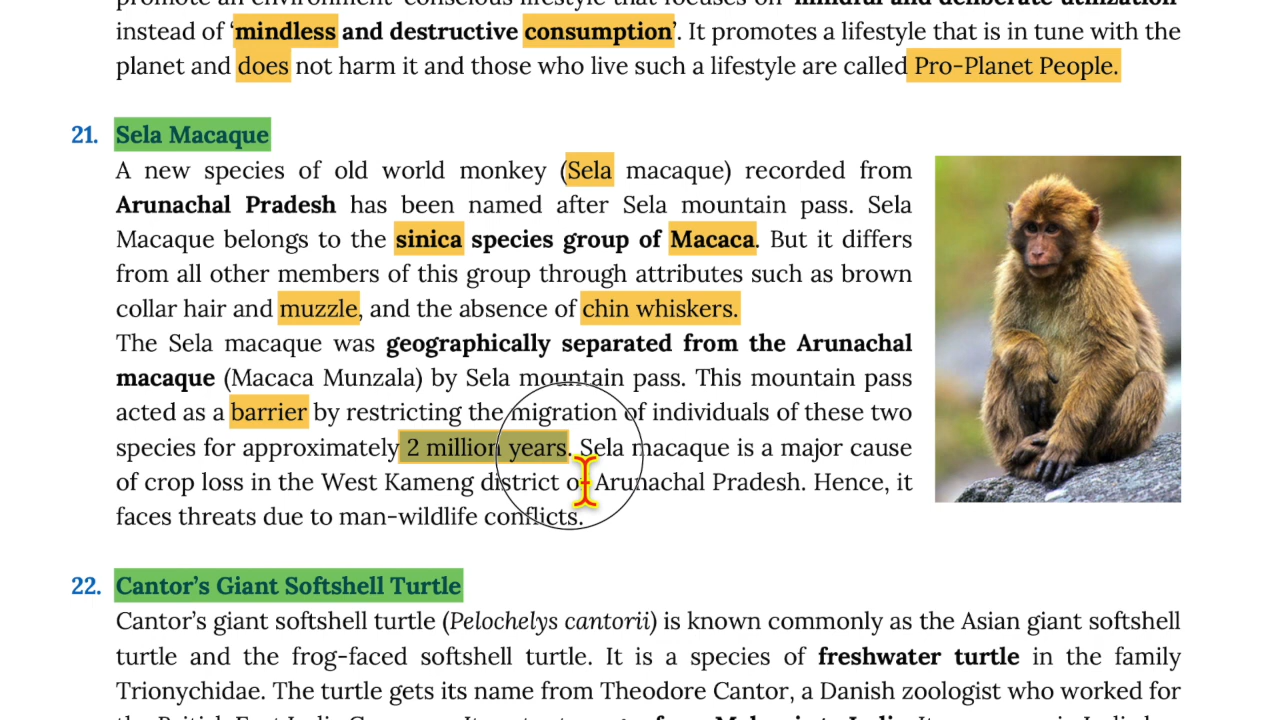 instead of ‘mindless and destructive consumption’. It promotes a lifestyle that is in tune with the
planet and does not harm it and those who live such a lifestyle are called Pro-Planet People.
21. Sela Macaque
A new species of old world monkey (Sela macaque) recorded from
Arunachal Pradesh has been named after Sela mountain pass. Sela
Macaque belongs to the sinica species group of Macaca. But it differs
from all other members of this group through attributes such as brown
collar hair and muzzle, and the absence of chin whiskers.
The Sela macaque was geographically separated from the Arunachal
macaque (Macaca Munzala) by Sela mountain pass. This mountain pass
acted as a barrier by restricting the migration of individuals of these two
species for approximately 2 million years. Sela macaque is a major cause
of crop loss in the West Kameng district of Arunachal Pradesh. Hence, it
faces threats due to man-wildlife conflicts.
22. Cantor’s Giant Softshell Turtle
Cantor’s giant softshell turtle (Pelochelys cantorii) is known commonly as the Asian giant softshell
turtle and the frog-faced softshell turtle. It is a species of freshwater turtle in the family
Trionychidae. The turtle gets its name from Theodore Cantor, a Danish zoologist who worked for